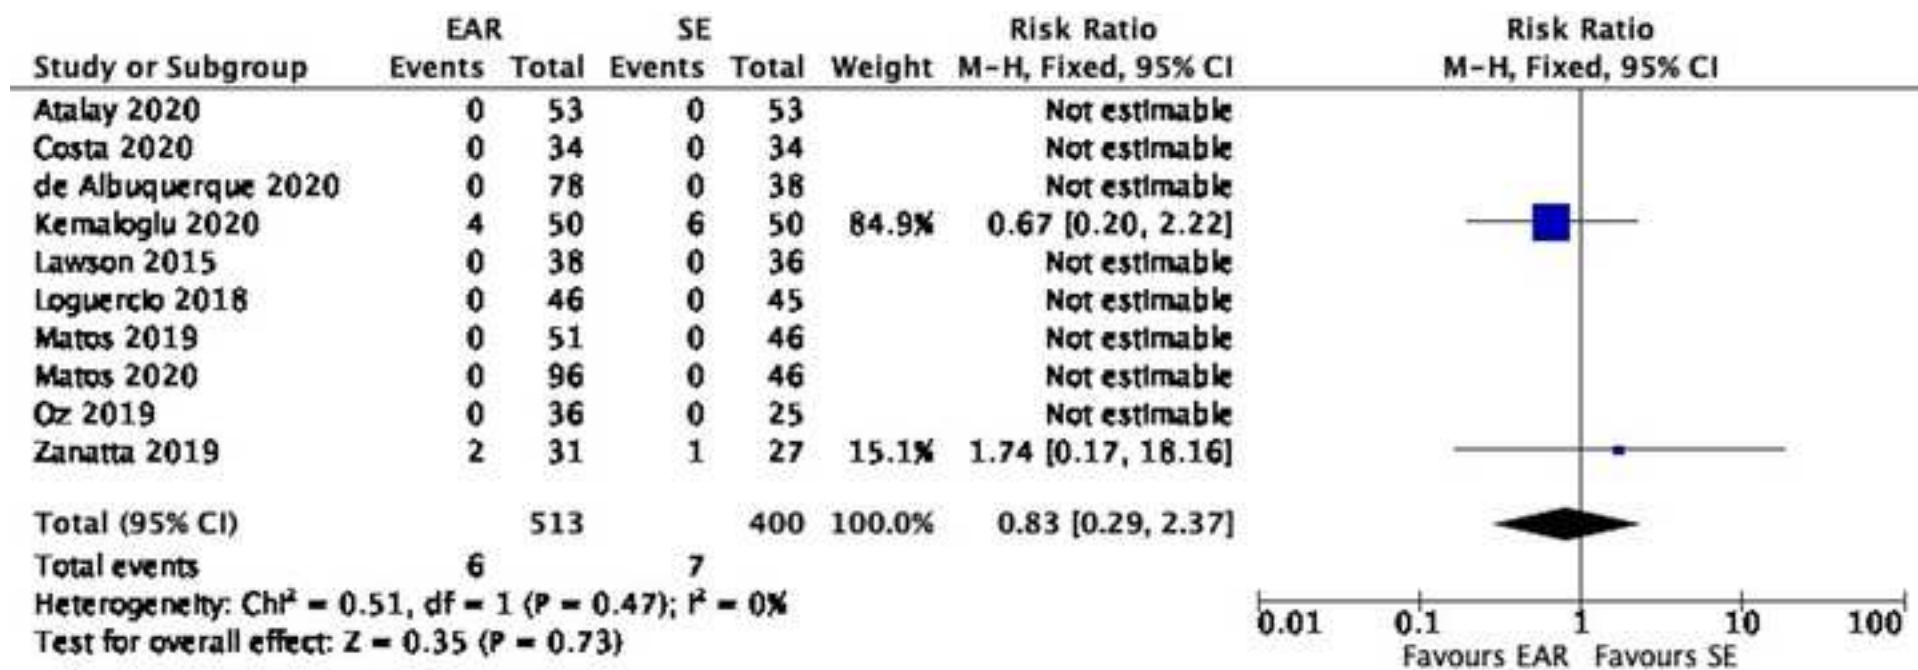 EAR SE Risk Ratio Risk Ratio
Study or Subgroup Events Total Events Total Weight M-H, Fixed, 95% CI M-H, Fixed, 95% CI
Atalay 2020 0 53 0 53 Not estimable
Costa 2020 0 34 0 34 Not estimable
de Albuquerque 2020 0 78 0 38 Not estimable
Kemaloglu 2020 4 50 6 50 84.9% 0.67 [0.20, 2.22]
Lawson 2015 0 38 0 36 Not estimable
Loguercio 2018 0 46 0 45 Not estimable
Matos 2019 0 51 0 46 Not estimable
Matos 2020 0 96 0 46 Not estimable
Oz 2019 0 36 0 25 Not estimable
Zanatta 2019 2 31 1 27 15.1% 1.74 [0.17, 18.16]
Total (95% CI) 513 400 100.0% 0.83 [0.29, 2.37]
Total events 6 7
Heterogeneity: Chi² = 0.51, df = 1 (P = 0.47); I² = 0%
Test for overall effect: Z = 0.35 (P = 0.73)
0.01 0.1 1 10 100
Favours EAR Favours SE